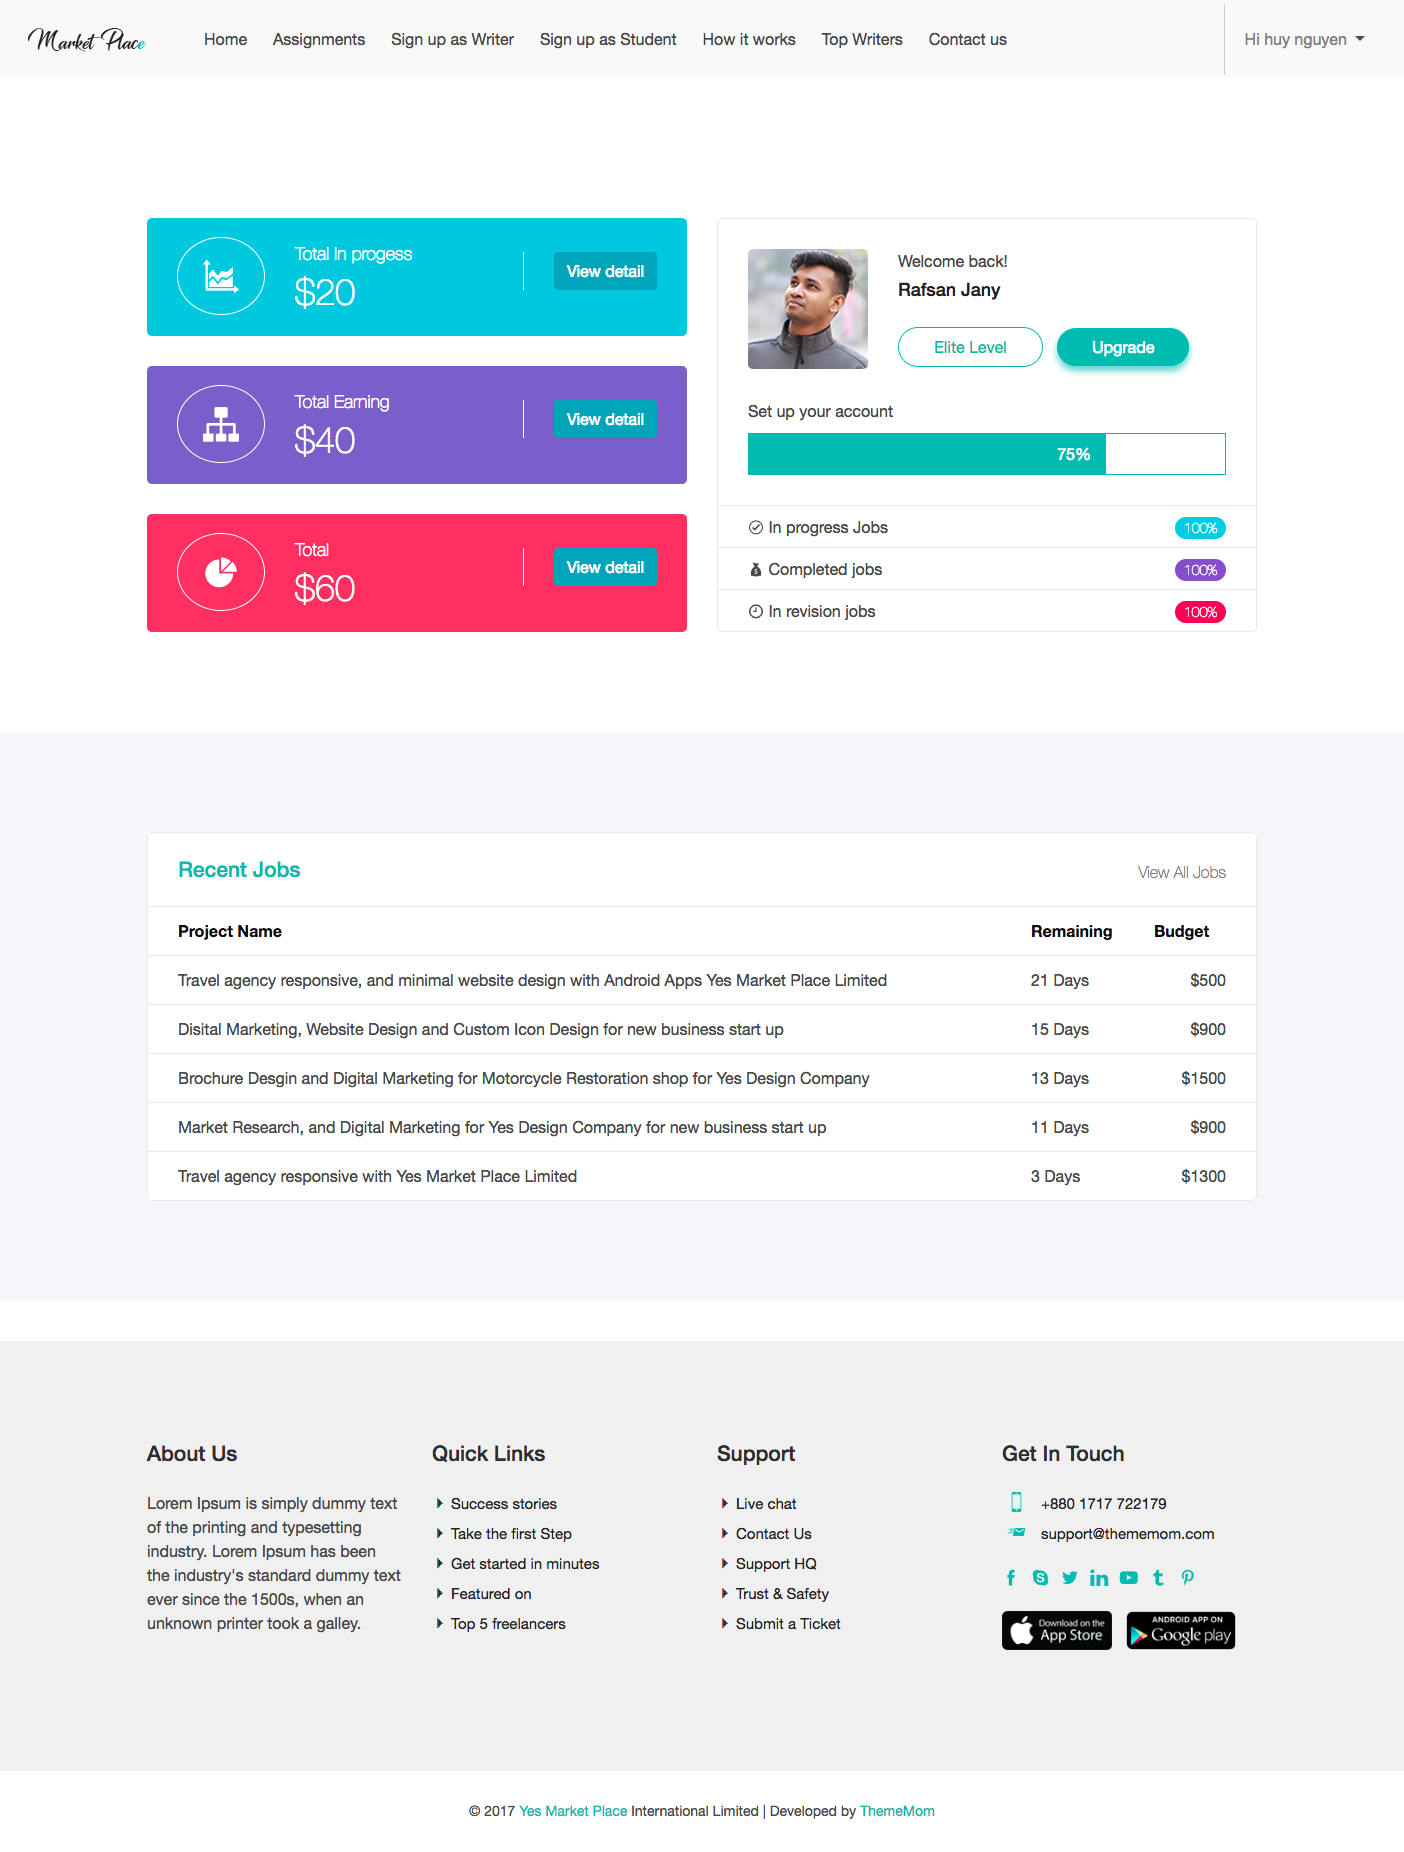 Market Place
Home Assignments Sign up as Writer Sign up as Student How it works Top Writers Contact us Hi huy nguyen
Total In progess
$20
View detail
Total Earning
$40
View detail
Total
$60
View detail
Welcome back!
Rafsan Jany
Elite Level Upgrade
Set up your account
75%
In progress Jobs 100%
Completed jobs 100%
In revision jobs 100%
Recent Jobs View All Jobs
Project Name Remaining Budget
Travel agency responsive, and minimal website design with Android Apps Yes Market Place Limited 21 Days $500
Disital Marketing, Website Design and Custom Icon Design for new business start up 15 Days $900
Brochure Desgin and Digital Marketing for Motorcycle Restoration shop for Yes Design Company 13 Days $1500
Market Research, and Digital Marketing for Yes Design Company for new business start up 11 Days $900
Travel agency responsive with Yes Market Place Limited 3 Days $1300
About Us
Lorem Ipsum is simply dummy text
of the printing and typesetting
industry. Lorem Ipsum has been
the industry's standard dummy text
ever since the 1500s, when an
unknown printer took a galley.
Quick Links
Success stories
Take the first Step
Get started in minutes
Featured on
Top 5 freelancers
Support
Live chat
Contact Us
Support HQ
Trust & Safety
Submit a Ticket
Get In Touch
+880 1717 722179
support@thememom.com
Download on the
App Store
ANDROID APP ON
Google play
© 2017 Yes Market Place International Limited | Developed by ThemeMom